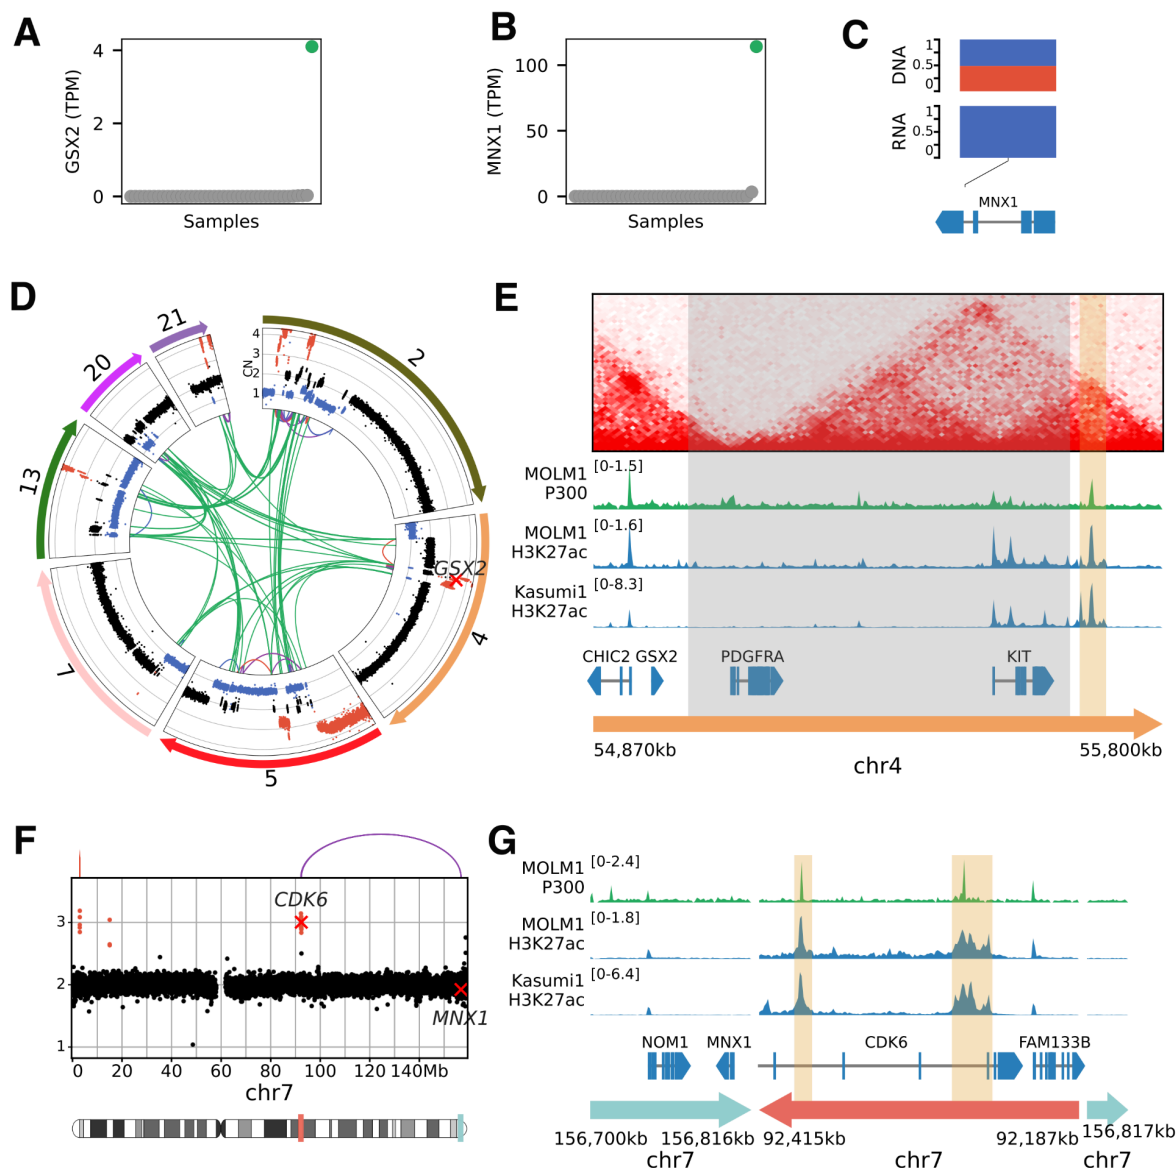 A
GSX2 (TPM)
4
2
0
Samples
B
MNX1 (TPM)
100
50
0
Samples
C
DNA
1
0.5
0
RNA
1
0.5
0
MNX1
D
21
20
13
7
5
4
2
CN
4
3
2
1
GSX2
E
MOLM1
P300
[0-1.5]
MOLM1
H3K27ac
[0-1.6]
Kasumi1
H3K27ac
[0-8.3]
CHIC2 GSX2 PDGFRA KIT
54,870kb 55,800kb
chr4
F
CDK6
MNX1
3
2
1
0 20 40 60 80 100 120 140Mb
chr7
G
MOLM1
P300
[0-2.4]
MOLM1
H3K27ac
[0-1.8]
Kasumi1
H3K27ac
[0-6.4]
NOM1 MNX1 CDK6 FAM133B
156,700kb 156,816kb 92,415kb 92,187kb 156,817kb
chr7 chr7 chr7